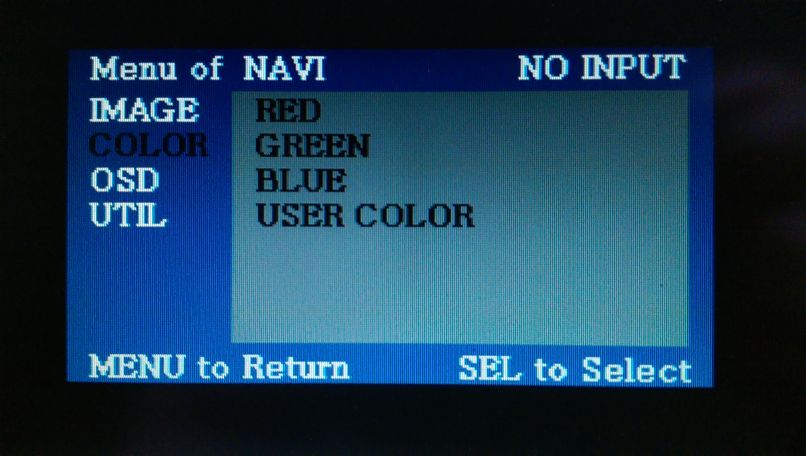 Menu of NAVI NO INPUT
IMAGE RED
COLOR GREEN
OSD BLUE
UTIL USER COLOR
MENU to Return SEL to Select